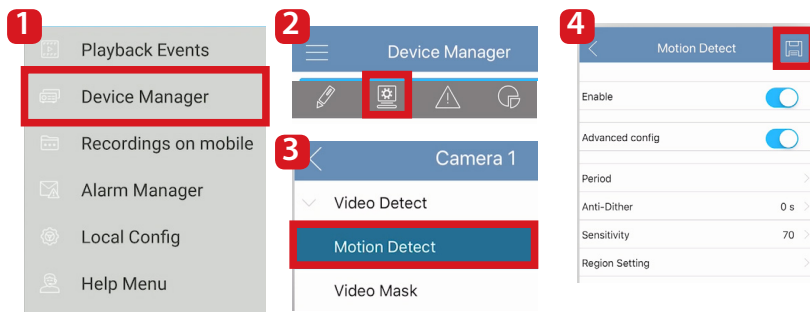 1
Playback Events
Device Manager
Recordings on mobile
Alarm Manager
Local Config
Help Menu
2
Device Manager
3
Camera 1
Video Detect
Motion Detect
Video Mask
4
Motion Detect
Enable
Advanced config
Period
Anti-Dither 0 s
Sensitivity 70
Region Setting